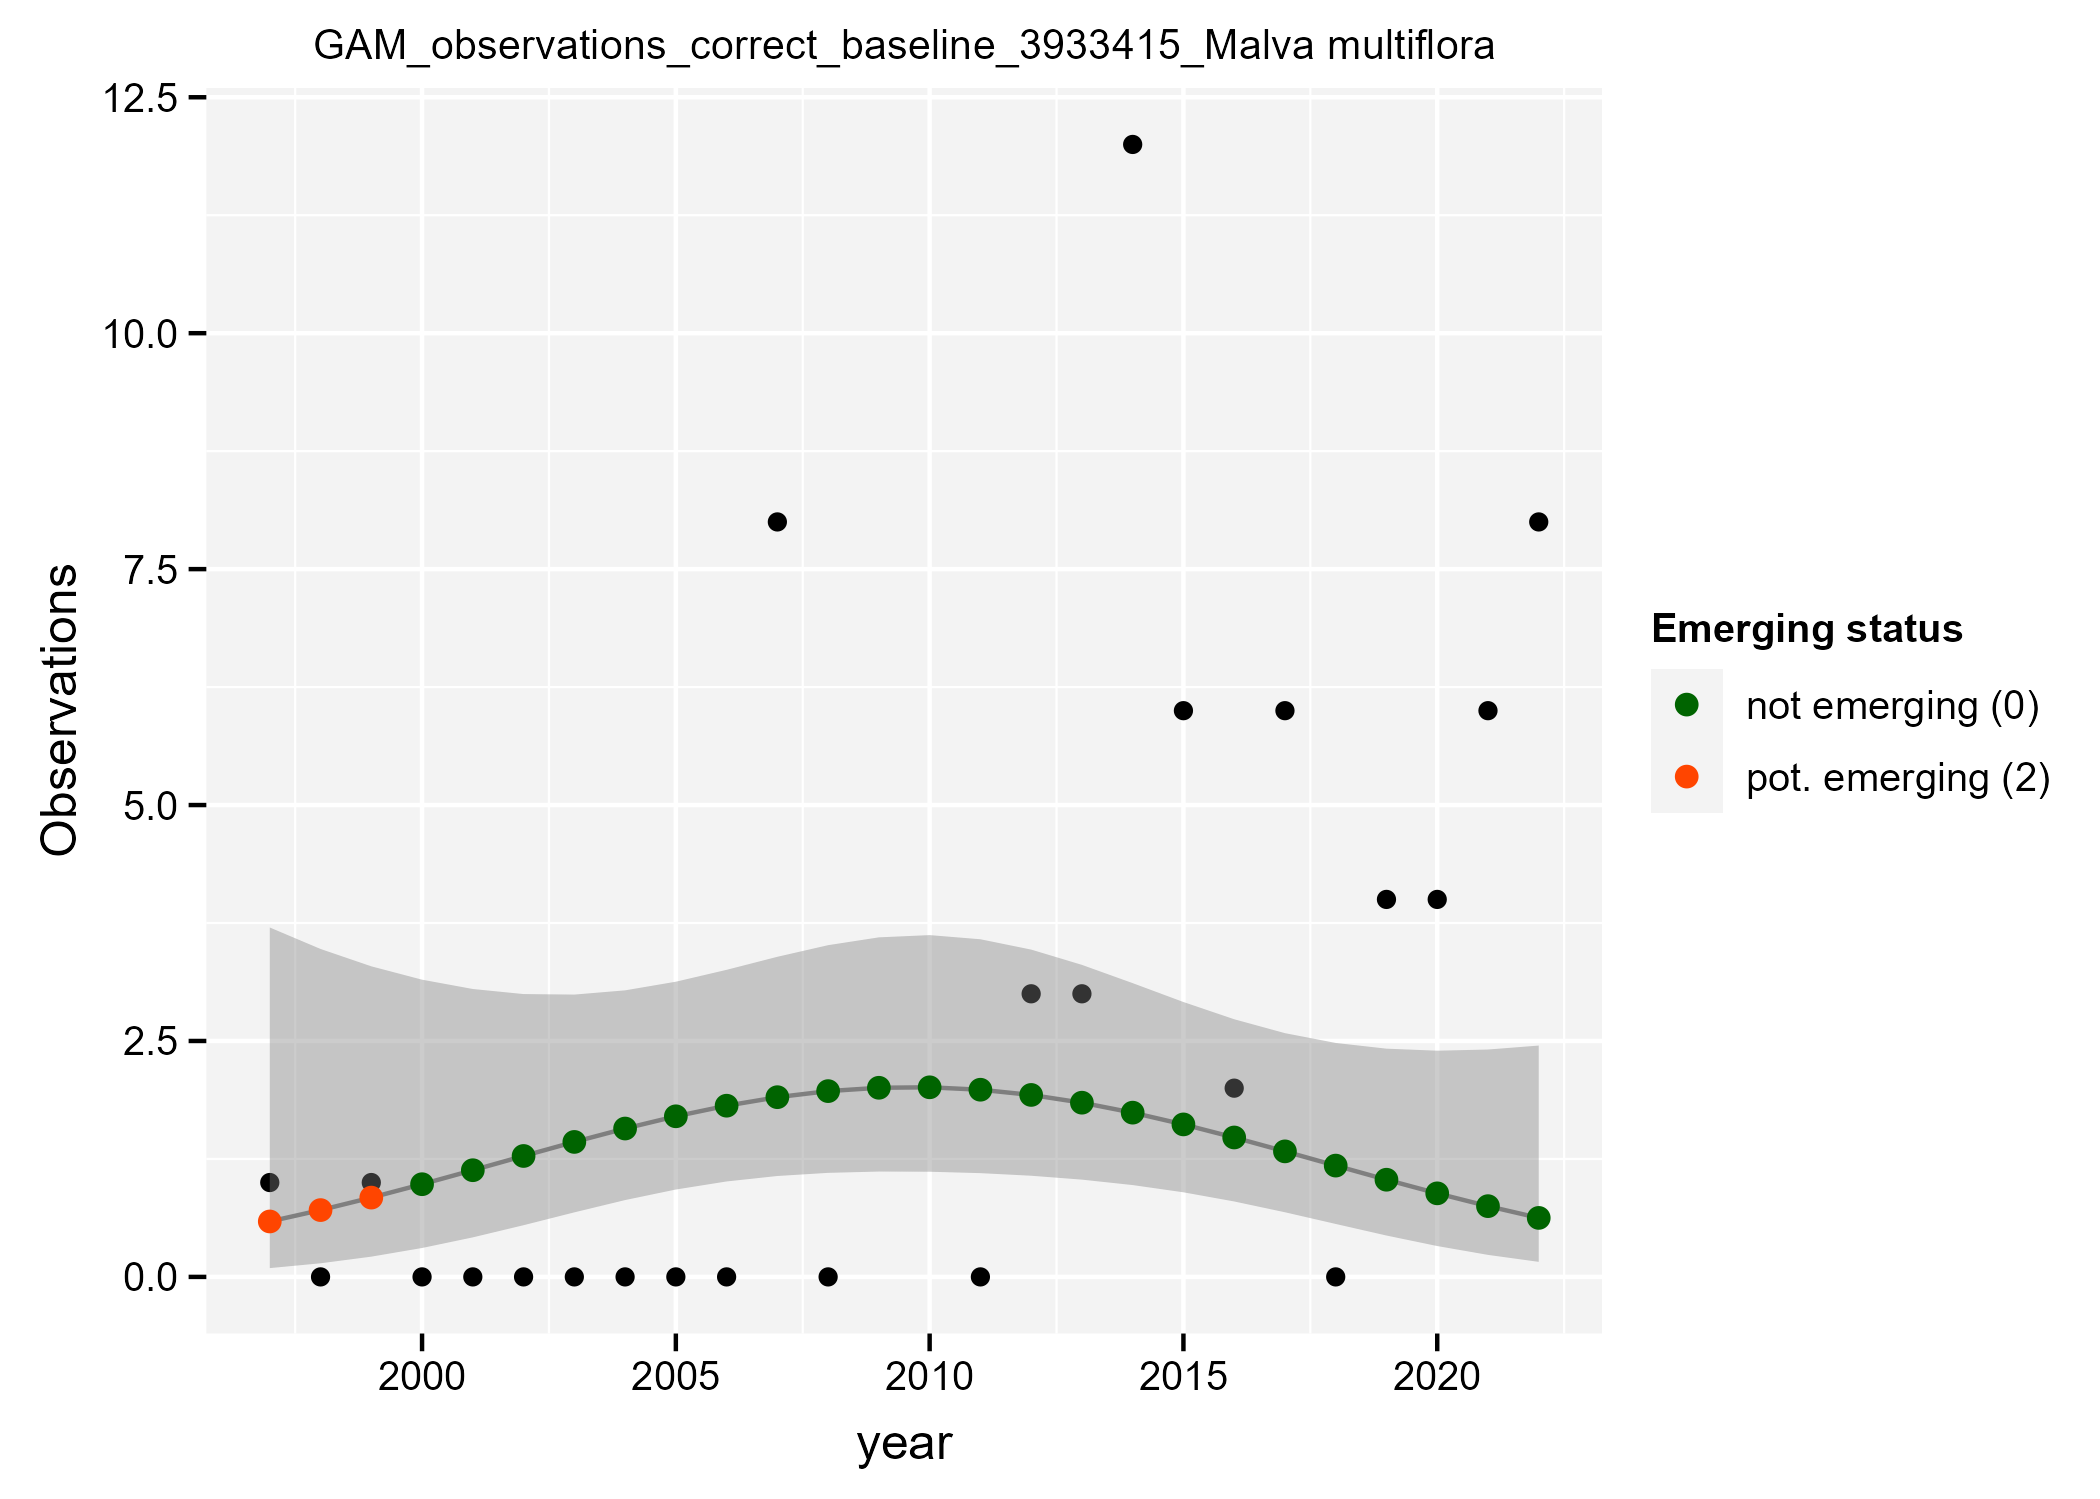 GAM_observations_correct_baseline_3933415_Malva multiflora
12.5
10.0
7.5
5.0
2.5
0.0
Observations
2000 2005 2010 2015 2020
year
Emerging status
not emerging (0)
pot. emerging (2)